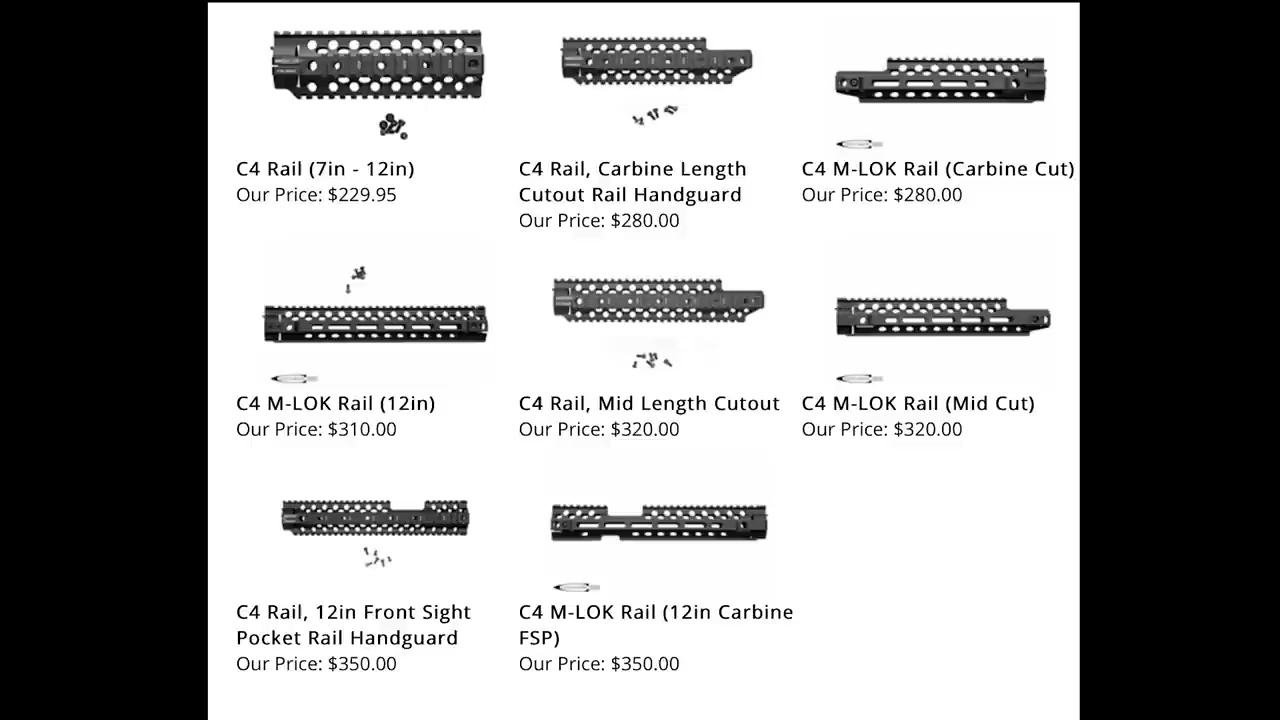 C4 Rail (7in - 12in)
Our Price: $229.95
C4 Rail, Carbine Length
Cutout Rail Handguard
Our Price: $280.00
C4 M-LOK Rail (Carbine Cut)
Our Price: $280.00
C4 M-LOK Rail (12in)
Our Price: $310.00
C4 Rail, Mid Length Cutout
Our Price: $320.00
C4 M-LOK Rail (Mid Cut)
Our Price: $320.00
C4 Rail, 12in Front Sight
Pocket Rail Handguard
Our Price: $350.00
C4 M-LOK Rail (12in Carbine
FSP)
Our Price: $350.00